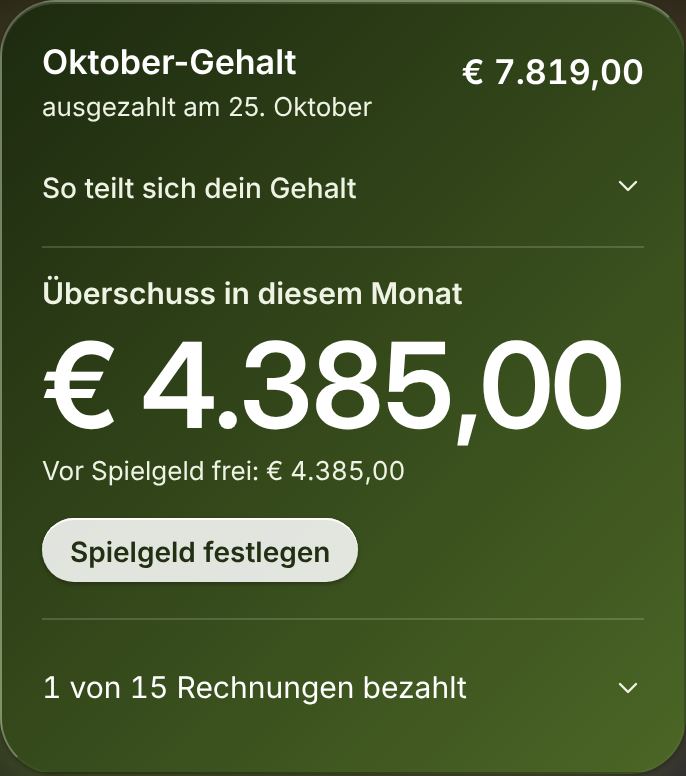 Oktober-Gehalt
€ 7.819,00
ausgezahlt am 25. Oktober
So teilt sich dein Gehalt
Überschuss in diesem Monat
€ 4.385,00
Vor Spielgeld frei: € 4.385,00
Spielgeld festlegen
1 von 15 Rechnungen bezahlt